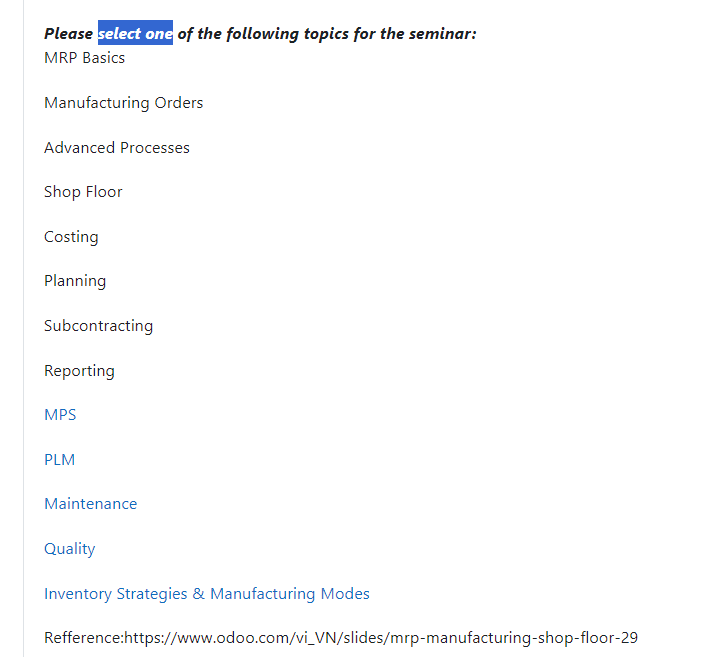 Please select one of the following topics for the seminar:
MRP Basics
Manufacturing Orders
Advanced Processes
Shop Floor
Costing
Planning
Subcontracting
Reporting
MPS
PLM
Maintenance
Quality
Inventory Strategies & Manufacturing Modes
Refference:https://www.odoo.com/vi_VN/slides/mrp-manufacturing-shop-floor-29